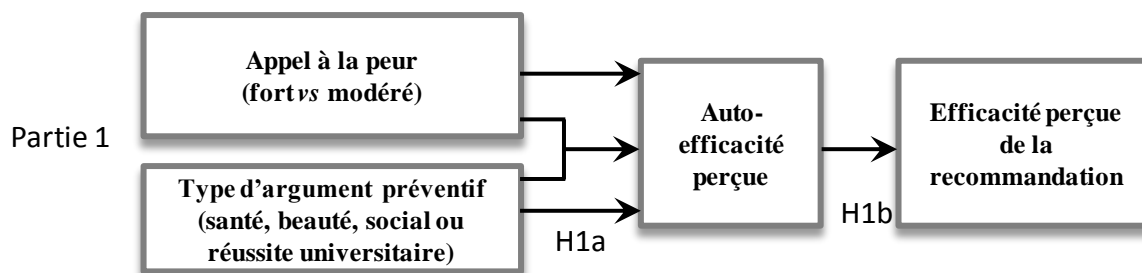 Partie 1
Appel à la peur
(fort vs modéré)
Type d'argument préventif
(santé, beauté, social ou
réussite universitaire)
H1a
Auto-
efficacité
perçue
H1b
Efficacité perçue
de la
recommandation